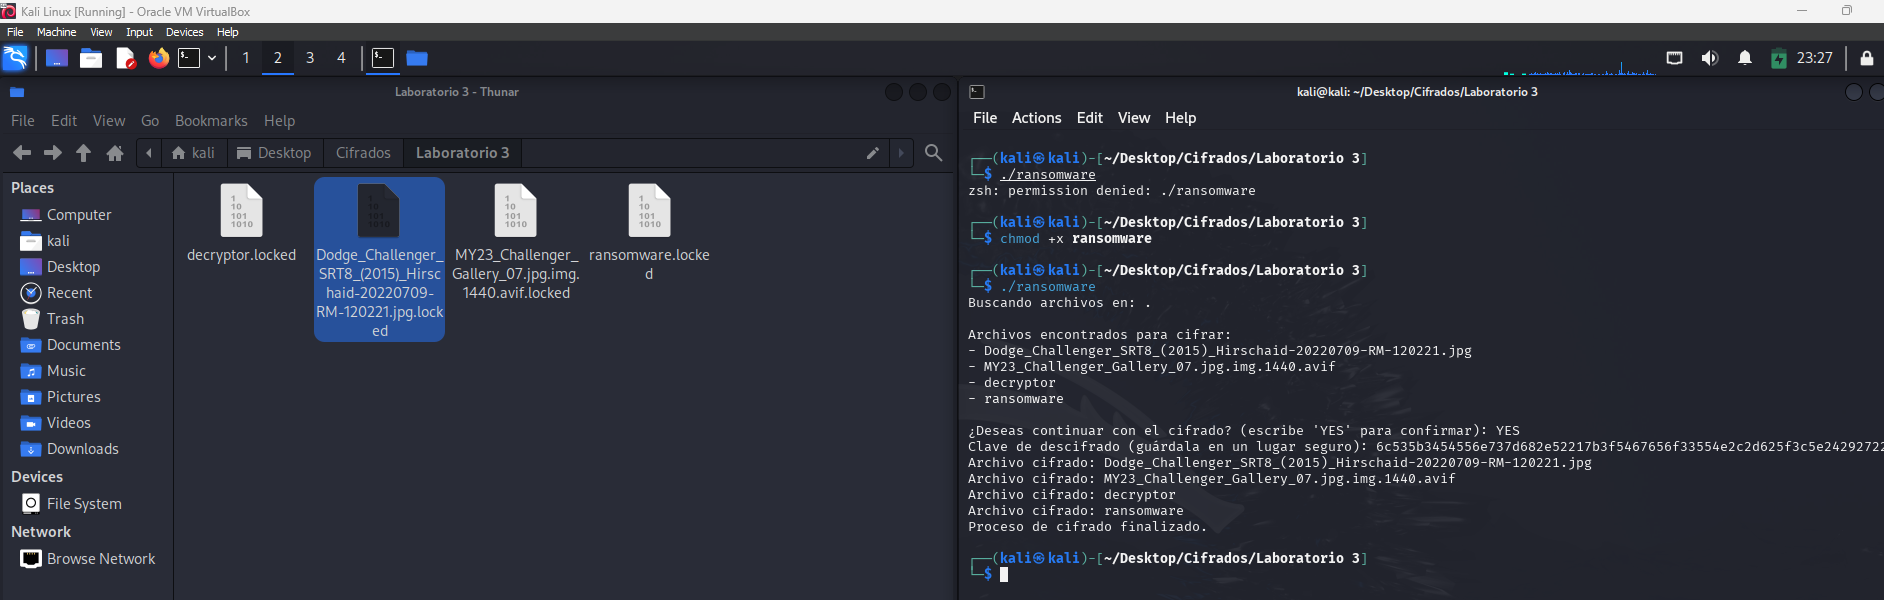 Kali Linux [Running] - Oracle VM VirtualBox
File Machine View Input Devices Help
1 2 3 4
23:27
Laboratorio 3 - Thunar
File Edit View Go Bookmarks Help
kali Desktop Cifrados Laboratorio 3
Places
Computer
kali
Desktop
Recent
Trash
Documents
Music
Pictures
Videos
Downloads
Devices
File System
Network
Browse Network
decryptor.locked
Dodge_Challenger_
SRT8_(2015)_Hirsc
haid-20220709-
RM-120221.jpg.lock
ed
MY23_Challenger_
Gallery_07.jpg.img.
1440.avif.locked
ransomware.locke
d
kali@kali: ~/Desktop/Cifrados/Laboratorio 3
File Actions Edit View Help
┌──(kali㉿kali)-[~/Desktop/Cifrados/Laboratorio 3]
└─$ ./ransomware
zsh: permission denied: ./ransomware
┌──(kali㉿kali)-[~/Desktop/Cifrados/Laboratorio 3]
└─$ chmod +x ransomware
┌──(kali㉿kali)-[~/Desktop/Cifrados/Laboratorio 3]
└─$ ./ransomware
Buscando archivos en: .
Archivos encontrados para cifrar:
- Dodge_Challenger_SRT8_(2015)_Hirschaid-20220709-RM-120221.jpg
- MY23_Challenger_Gallery_07.jpg.img.1440.avif
- decryptor
- ransomware
¿Deseas continuar con el cifrado? (escribe 'YES' para confirmar): YES
Clave de descifrado (guárdala en un lugar seguro): 6c535b3454556e737d682e52217b3f5467656f33554e2c2d625f3c5e24292722
Archivo cifrado: Dodge_Challenger_SRT8_(2015)_Hirschaid-20220709-RM-120221.jpg
Archivo cifrado: MY23_Challenger_Gallery_07.jpg.img.1440.avif
Archivo cifrado: decryptor
Archivo cifrado: ransomware
Proceso de cifrado finalizado.
┌──(kali㉿kali)-[~/Desktop/Cifrados/Laboratorio 3]
└─$